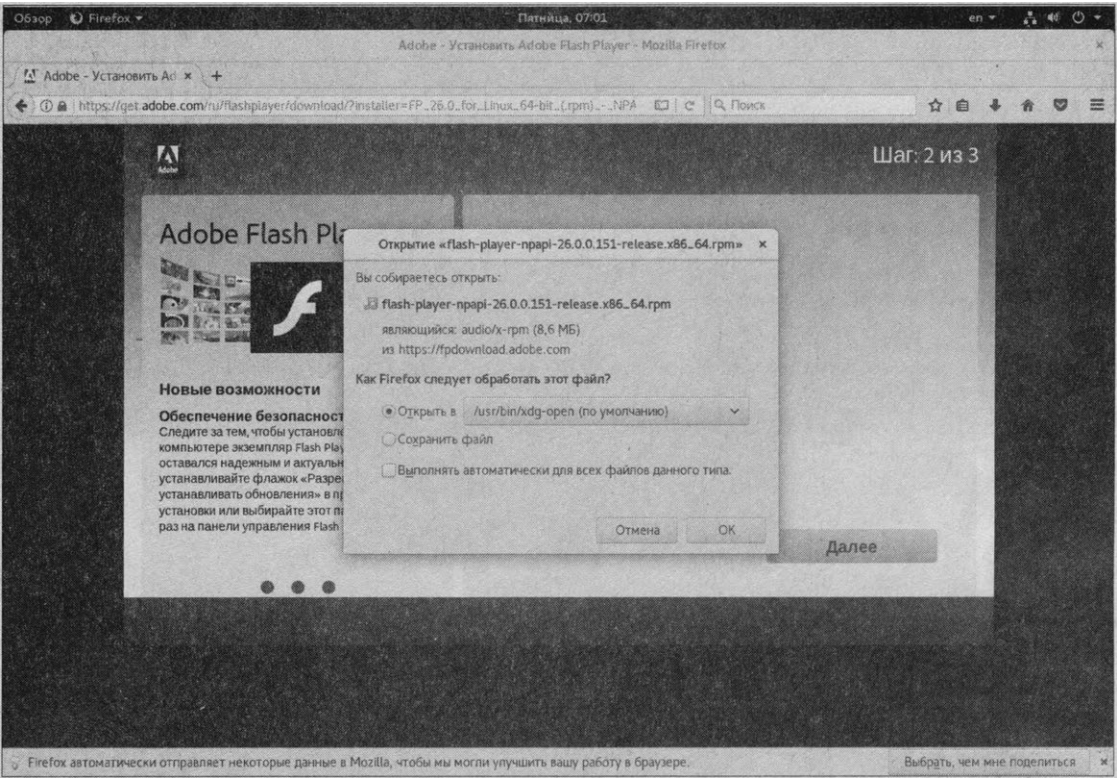 Обзор Firefox Пятница, 07:01 en
Adobe - Установить Adobe Flash Player - Mozilla Firefox
Adobe - Установить Ad
https://get.adobe.com/ru/flashplayer/download/?installer=FP_26.0_for_Linux_64-bit_(.rpm)_-_NPA Поиск
Adobe
Шаг: 2 из 3
Adobe Flash Pla
Новые возможности
Обеспечение безопасност
Следите за тем, чтобы установле
компьютере экземпляр Flash Play
оставался надежным и актуальн
устанавливайте флажок «Разре
устанавливать обновления» в пр
установки или выбирайте этот па
раз на панели управления Flash
Открытие «flash-player-npapi-26.0.0.151-release.x86_64.rpm»
Вы собираетесь открыть:
flash-player-npapi-26.0.0.151-release.x86_64.rpm
являющийся: audio/x-rpm (8,6 МБ)
из https://fpdownload.adobe.com
Как Firefox следует обработать этот файл?
Открыть в /usr/bin/xdg-open (по умолчанию)
Сохранить файл
Выполнять автоматически для всех файлов данного типа.
Отмена OK
Далее
Firefox автоматически отправляет некоторые данные в Mozilla, чтобы мы могли улучшить вашу работу в браузере. Выбрать, чем мне поделиться